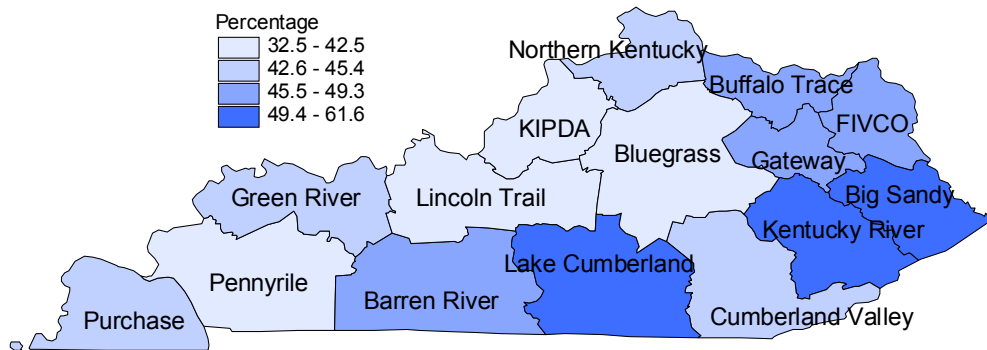 Percentage
32.5 - 42.5
42.6 - 45.4
45.5 - 49.3
49.4 - 61.6
Northern Kentucky
Buffalo Trace
FIVCO
KIPDA
Bluegrass
Gateway
Green River
Lincoln Trail
Big Sandy
Kentucky River
Lake Cumberland
Pennyrile
Barren River
Purchase
Cumberland Valley